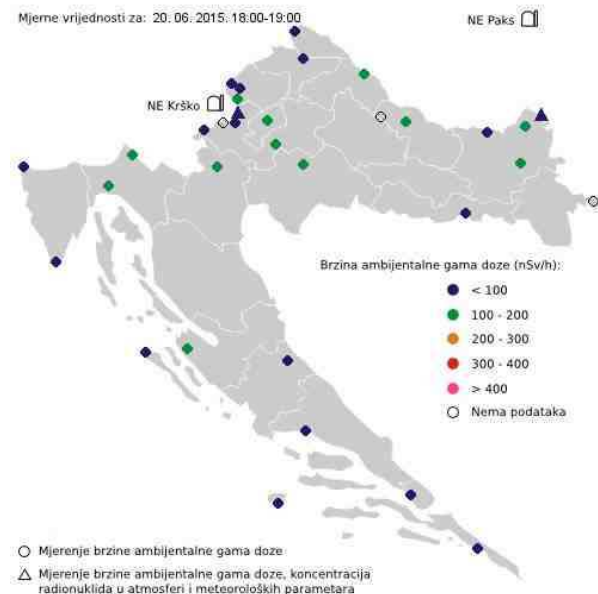 Mjerne vrijednosti za: 20. 06. 2015. 18:00-19:00
NE Paks
NE Krško
Brzina ambijentalne gama doze (nSv/h):
< 100
100 - 200
200 - 300
300 - 400
> 400
Nema podataka
Mjerenje brzine ambijentalne gama doze
Mjerenje brzine ambijentalne gama doze, koncentracija
radionuklida u atmosferi i meteoroloških parametara